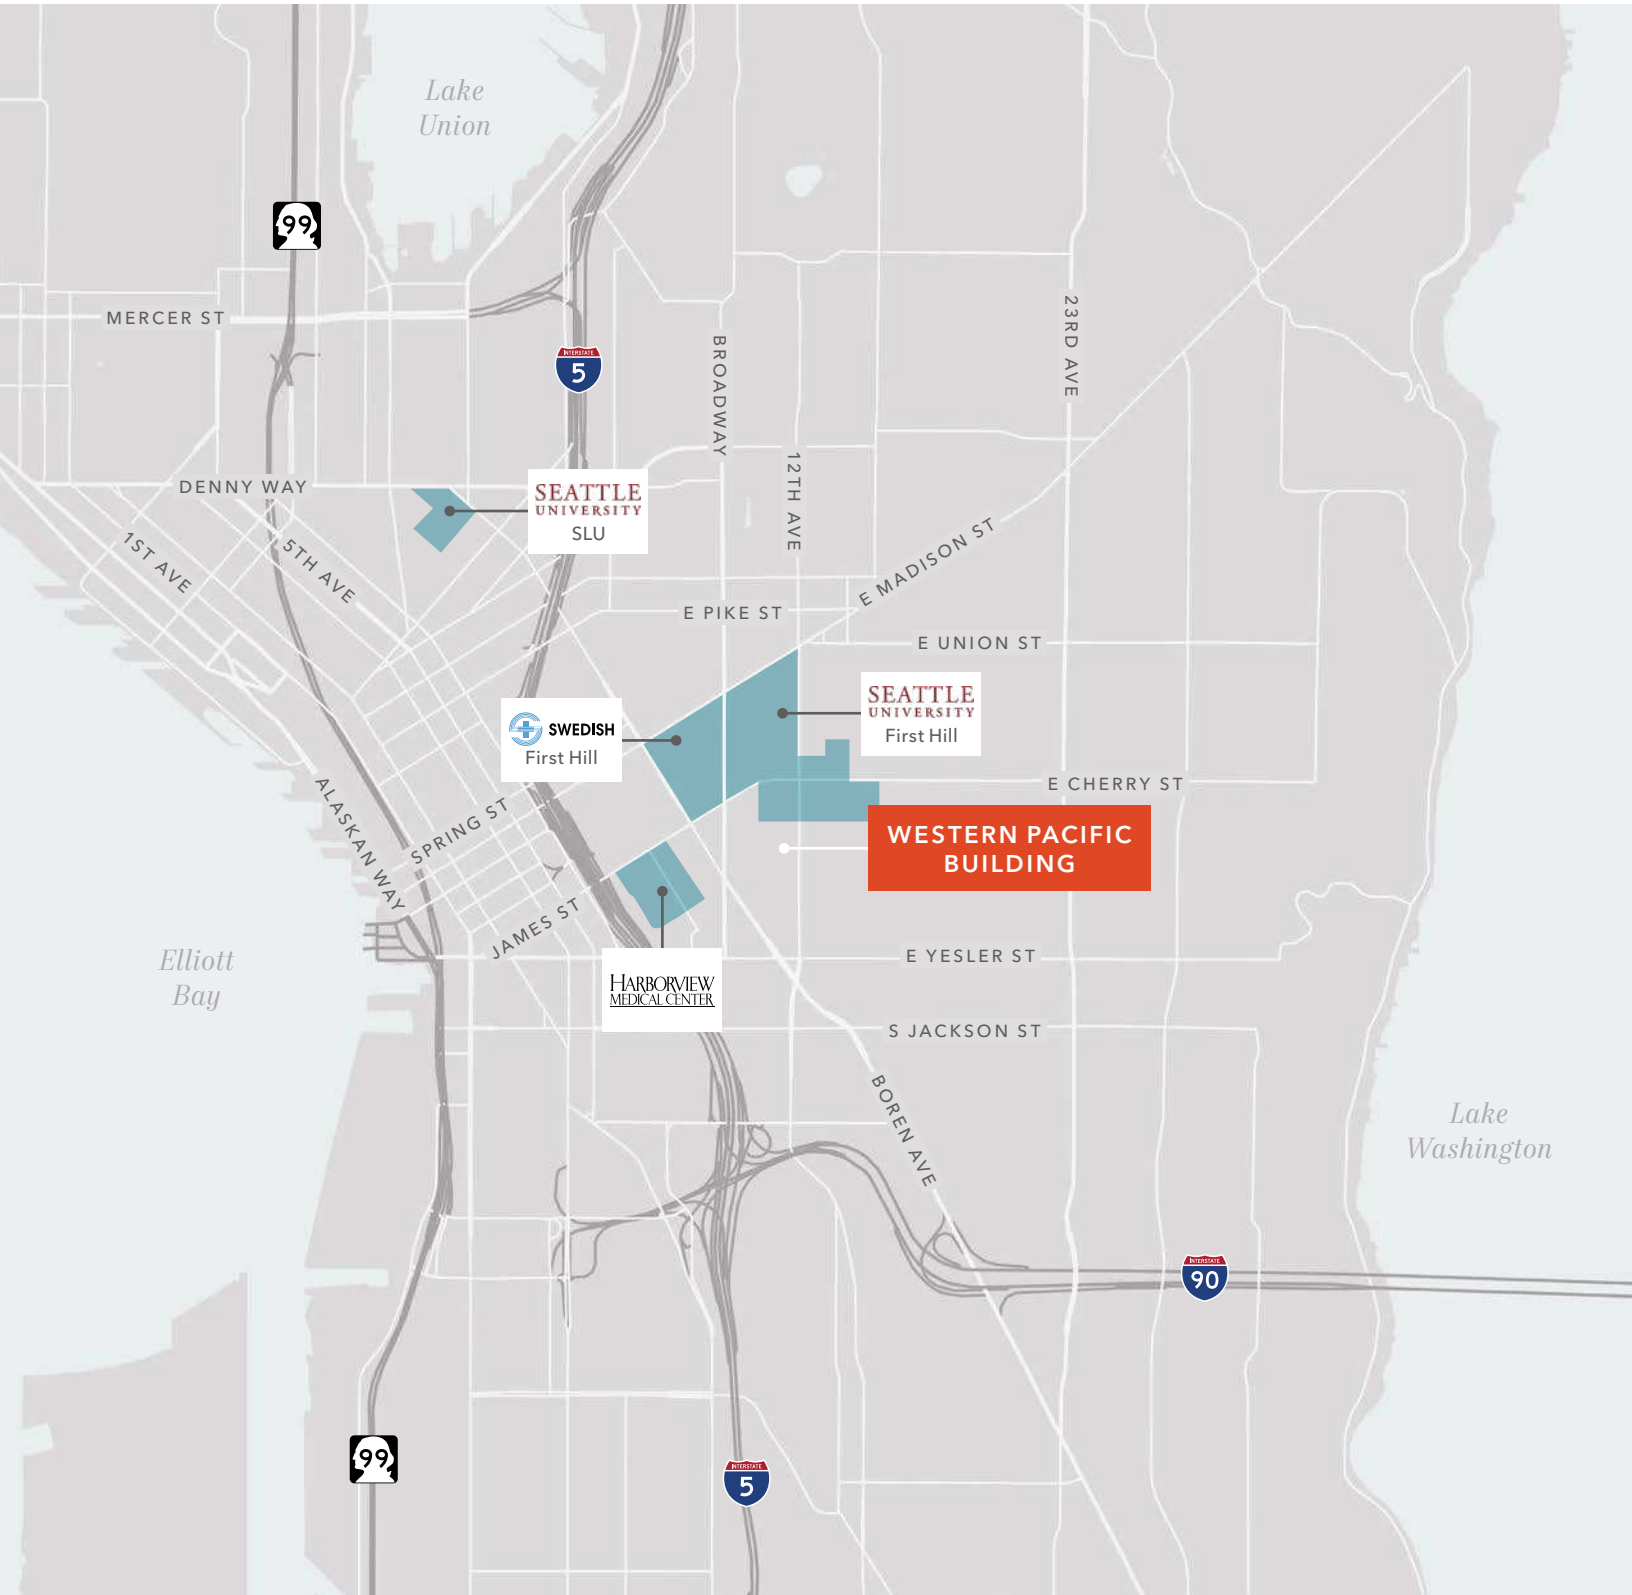 Lake
Union
99
MERCER ST
INTERSTATE
5
BROADWAY
23RD AVE
12TH AVE
DENNY WAY
SEATTLE
UNIVERSITY
SLU
1ST AVE
5TH AVE
E MADISON ST
E PIKE ST
E UNION ST
SEATTLE
UNIVERSITY
First Hill
SWEDISH
First Hill
E CHERRY ST
ALASKAN WAY
SPRING ST
WESTERN PACIFIC
BUILDING
JAMES ST
Elliott
Bay
E YESLER ST
HARBORVIEW
MEDICAL CENTER
S JACKSON ST
BOREN AVE
Lake
Washington
INTERSTATE
90
99
INTERSTATE
5